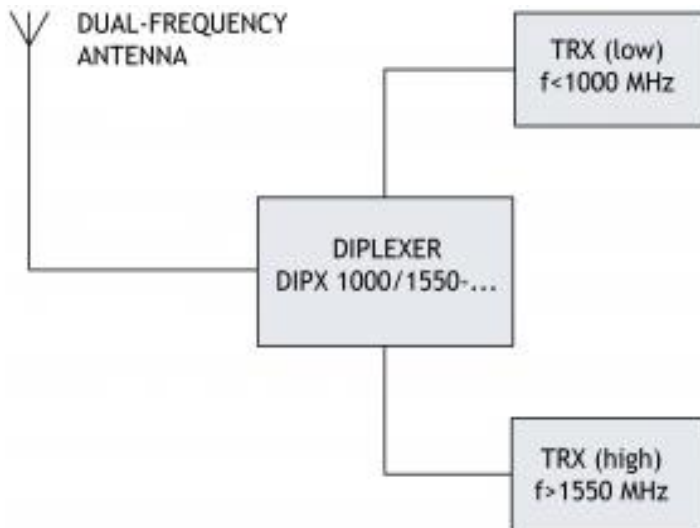 DUAL-FREQUENCY
ANTENNA
TRX (low)
f<1000 MHz
DIPLEXER
DIPX 1000/1550-...
TRX (high)
f>1550 MHz